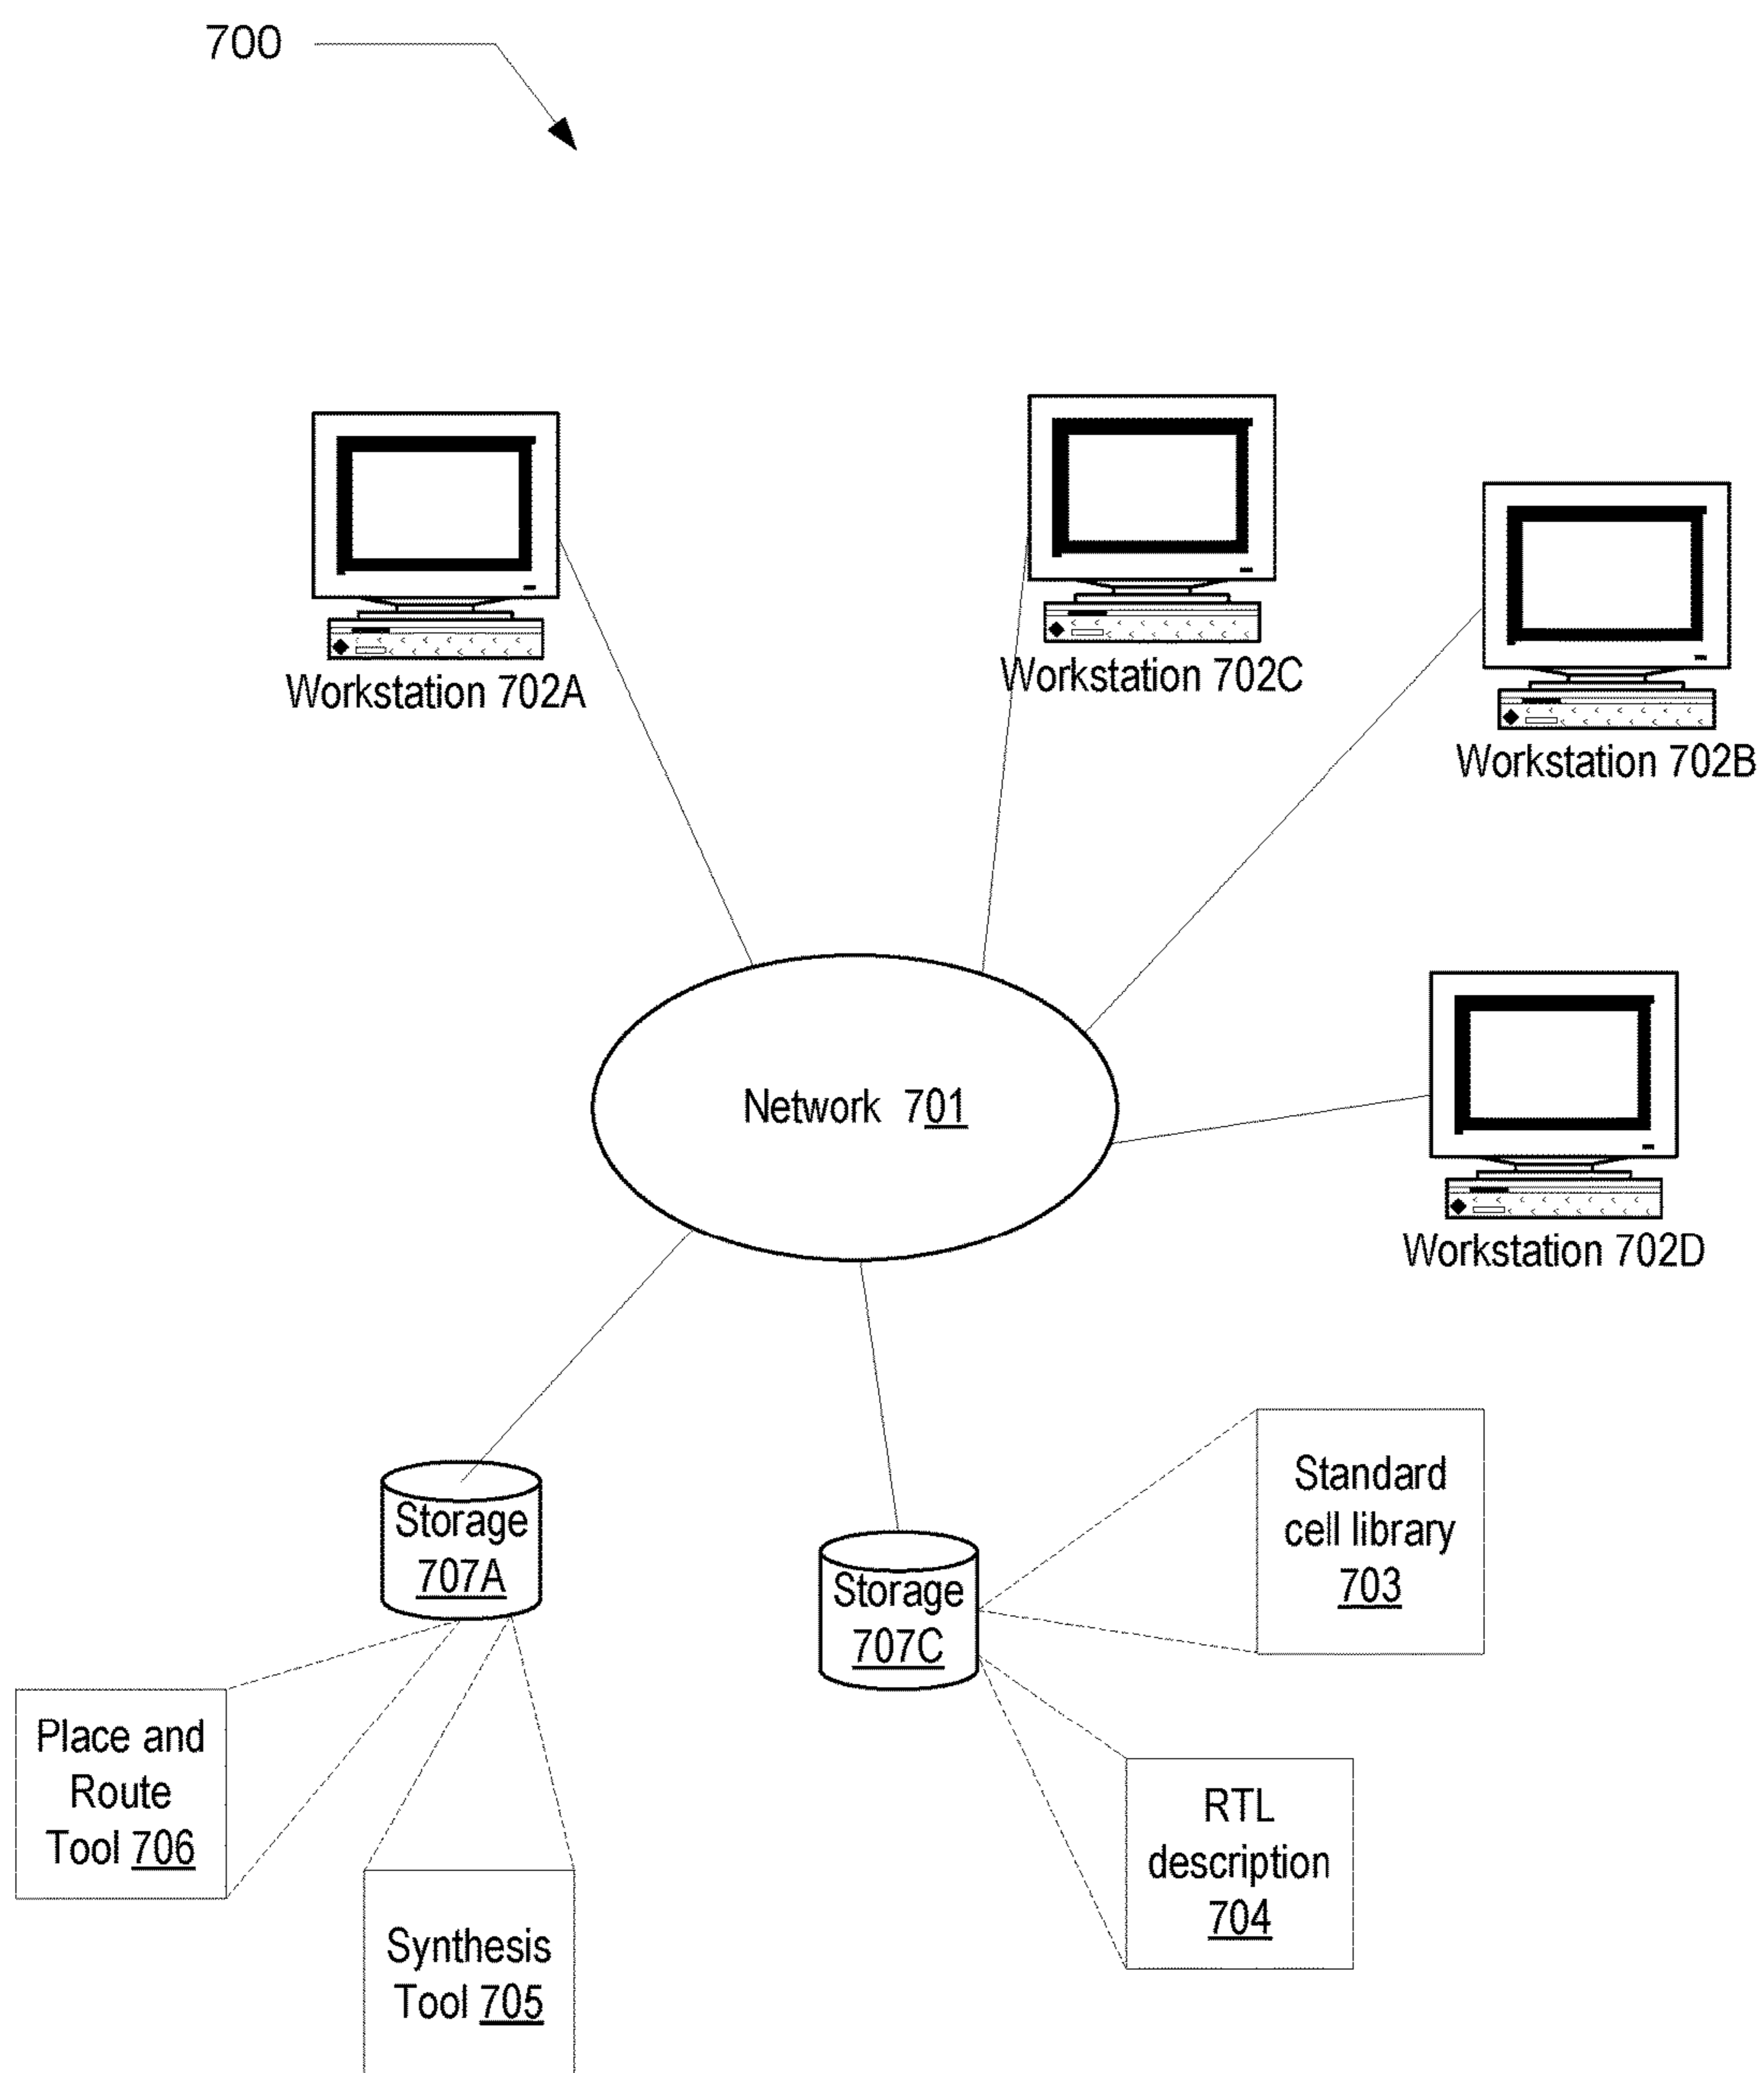 700
Workstation 702A
Workstation 702C
Workstation 702B
Network 701
Workstation 702D
Storage
707A
Storage
707C
Standard
cell library
703
Place and
Route
Tool 706
RTL
description
704
Synthesis
Tool 705